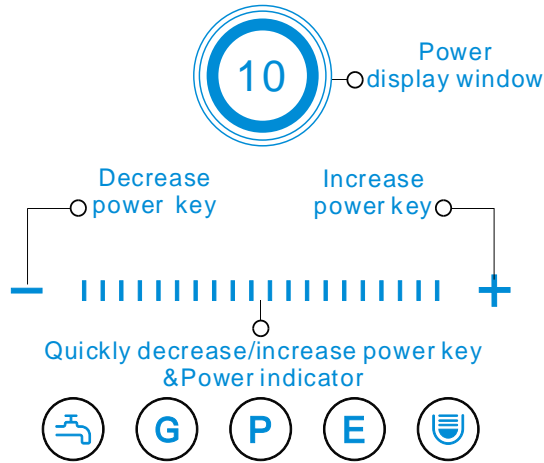 10
Power
display window
Decrease
power key
Increase
power key
Quickly decrease/increase power key
&Power indicator
G P E